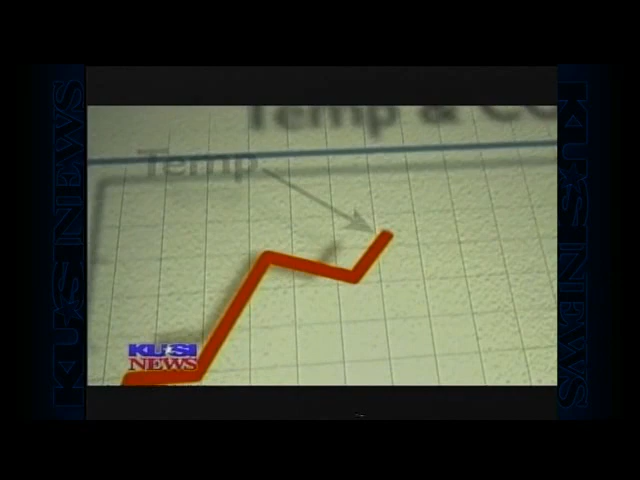 Temp & CO
Temp
KUSI
NEWS
KUSI NEWS
KUSI NEWS